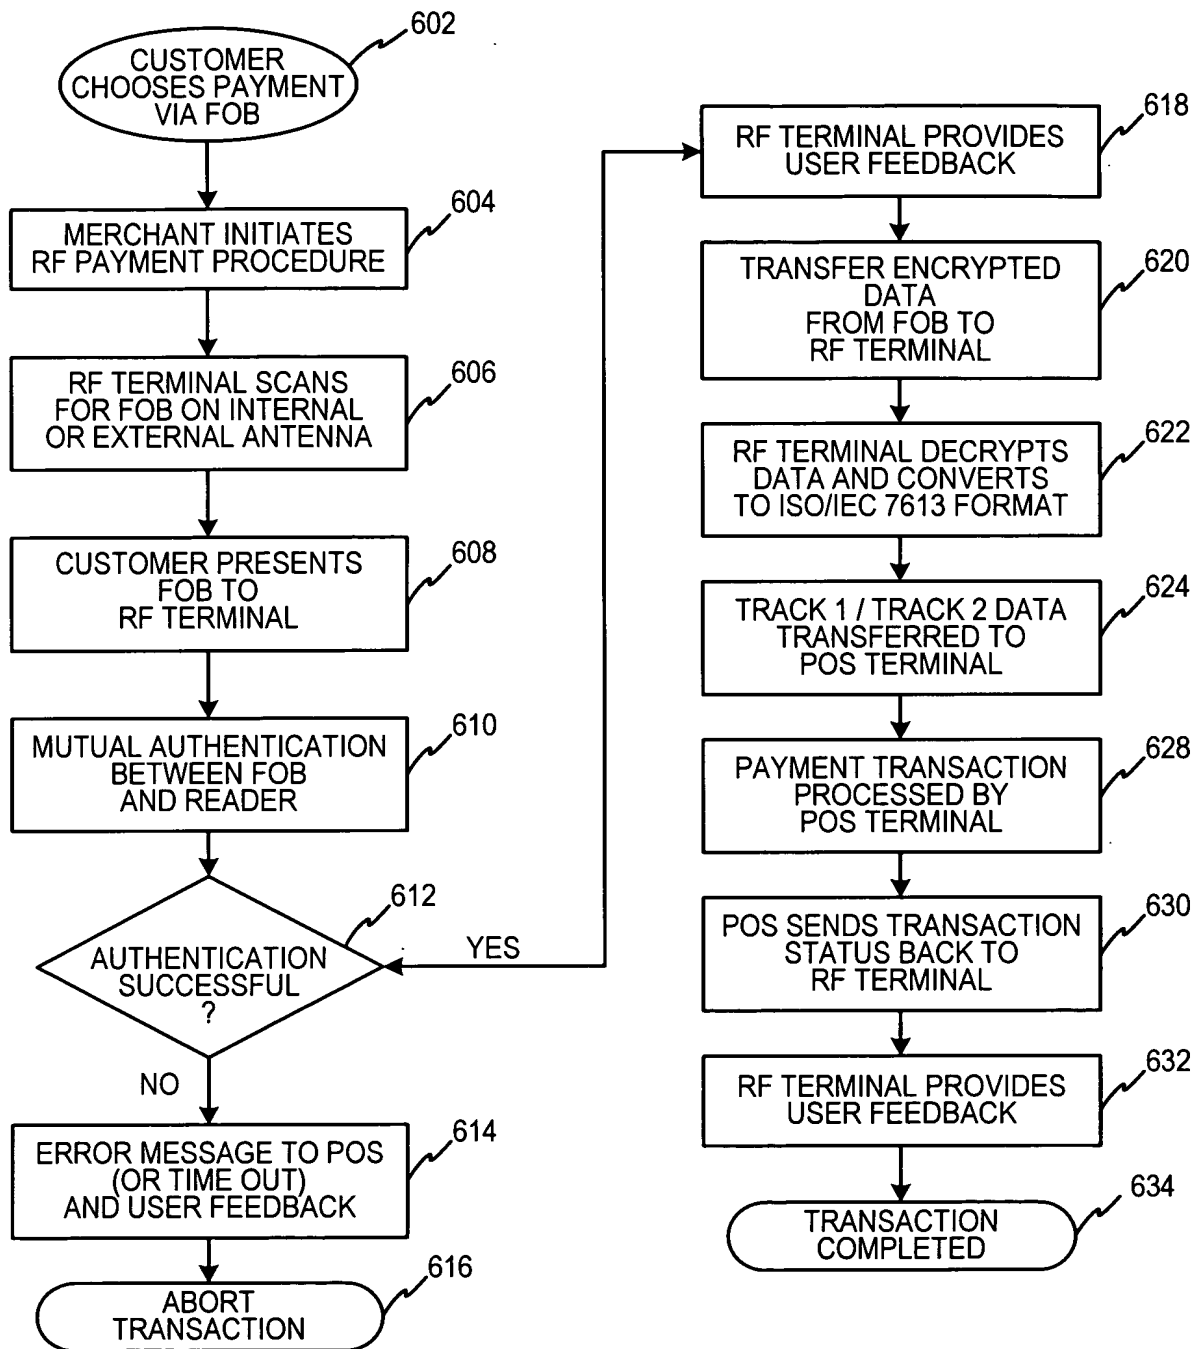 602
CUSTOMER
CHOOSES PAYMENT
VIA FOB
604
MERCHANT INITIATES
RF PAYMENT PROCEDURE
606
RF TERMINAL SCANS
FOR FOB ON INTERNAL
OR EXTERNAL ANTENNA
608
CUSTOMER PRESENTS
FOB TO
RF TERMINAL
610
MUTUAL AUTHENTICATION
BETWEEN FOB
AND READER
612
AUTHENTICATION
SUCCESSFUL
?
YES
NO
614
ERROR MESSAGE TO POS
(OR TIME OUT)
AND USER FEEDBACK
616
ABORT
TRANSACTION
618
RF TERMINAL PROVIDES
USER FEEDBACK
620
TRANSFER ENCRYPTED
DATA
FROM FOB TO
RF TERMINAL
622
RF TERMINAL DECRYPTS
DATA AND CONVERTS
TO ISO/IEC 7613 FORMAT
624
TRACK 1 / TRACK 2 DATA
TRANSFERRED TO
POS TERMINAL
628
PAYMENT TRANSACTION
PROCESSED BY
POS TERMINAL
630
POS SENDS TRANSACTION
STATUS BACK TO
RF TERMINAL
632
RF TERMINAL PROVIDES
USER FEEDBACK
634
TRANSACTION
COMPLETED